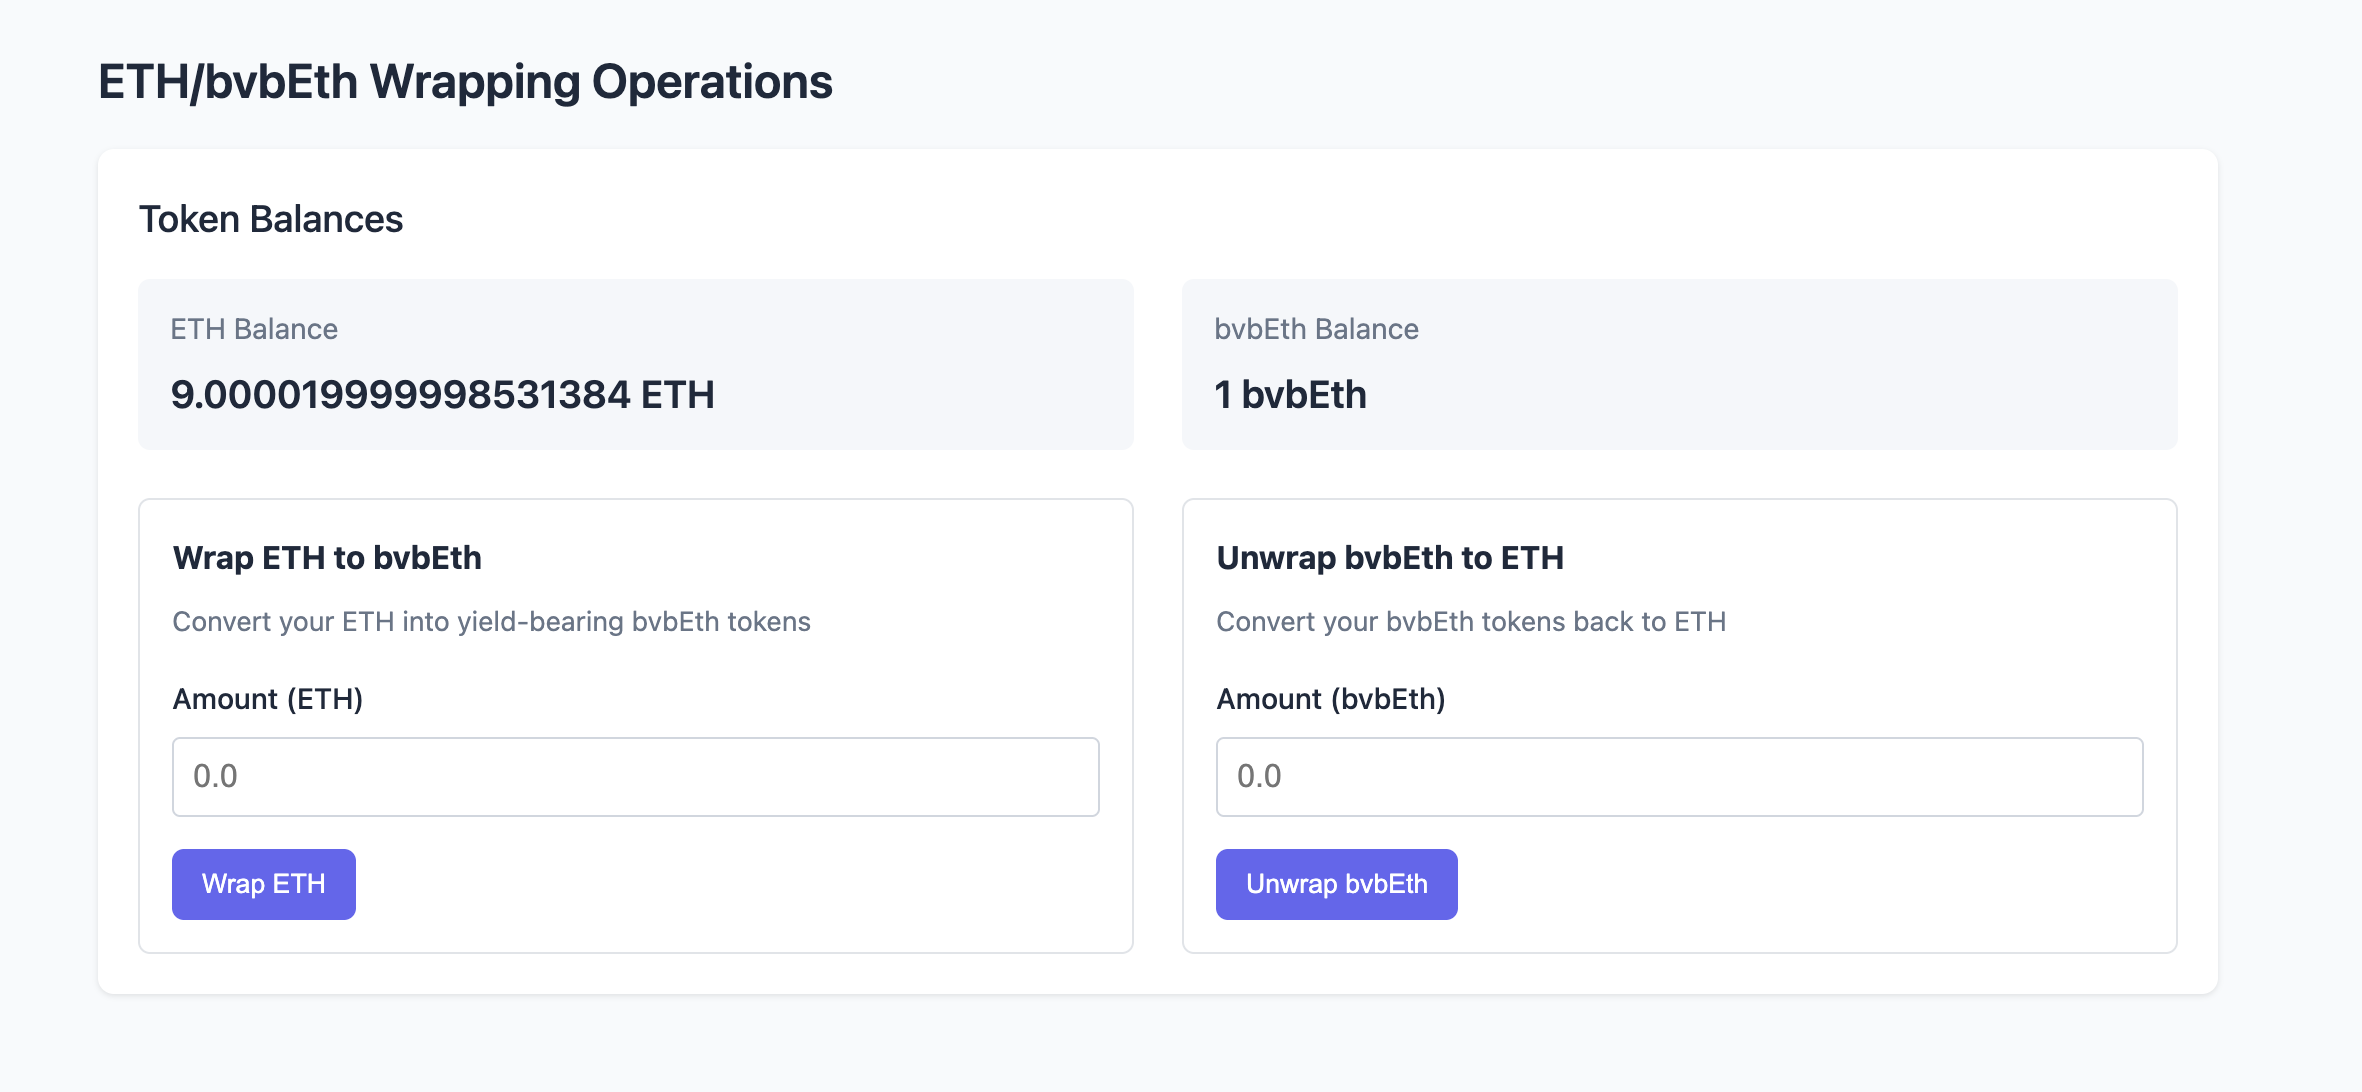 ETH/bvbEth Wrapping Operations
Token Balances
ETH Balance
9.000019999998531384 ETH
bvbEth Balance
1 bvbEth
Wrap ETH to bvbEth
Convert your ETH into yield-bearing bvbEth tokens
Amount (ETH)
0.0
Wrap ETH
Unwrap bvbEth to ETH
Convert your bvbEth tokens back to ETH
Amount (bvbEth)
0.0
Unwrap bvbEth